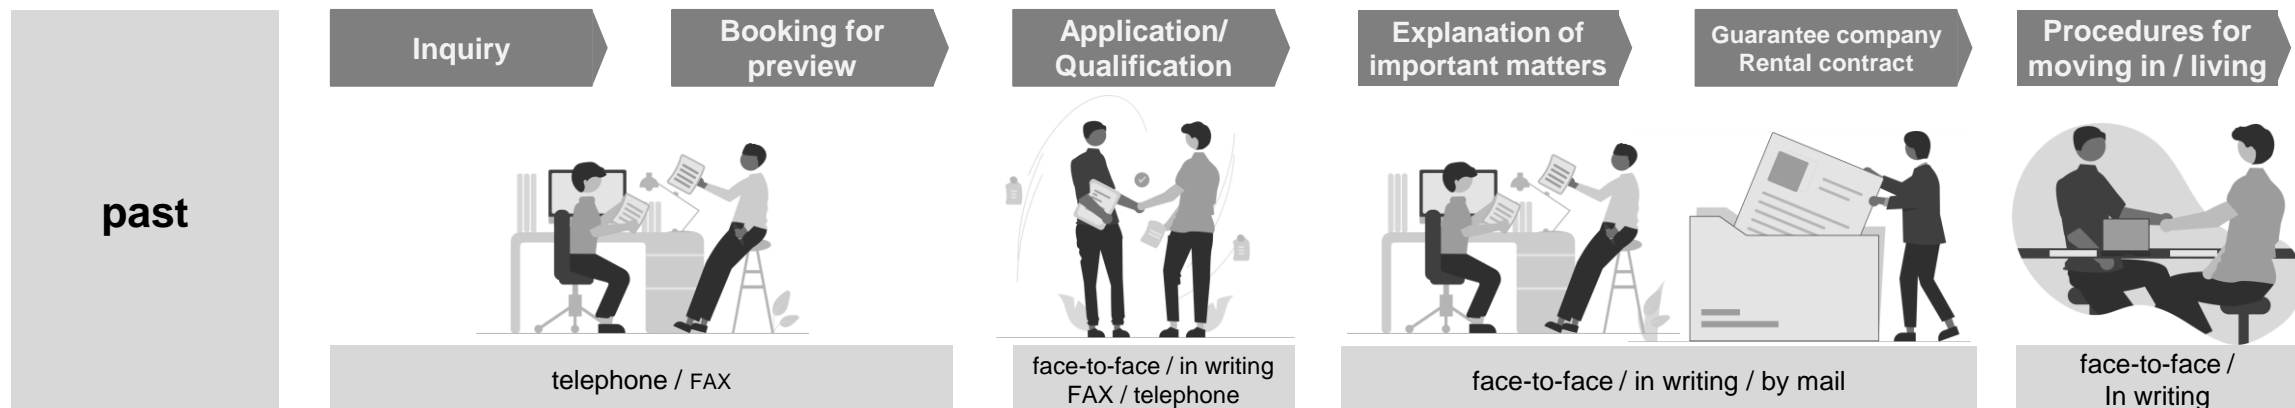 past
Inquiry
Booking for
preview
Application/
Qualification
Explanation of
important matters
Guarantee company
Rental contract
Procedures for
moving in / living
telephone / FAX
face-to-face / in writing
FAX / telephone
face-to-face / in writing / by mail
face-to-face /
In writing